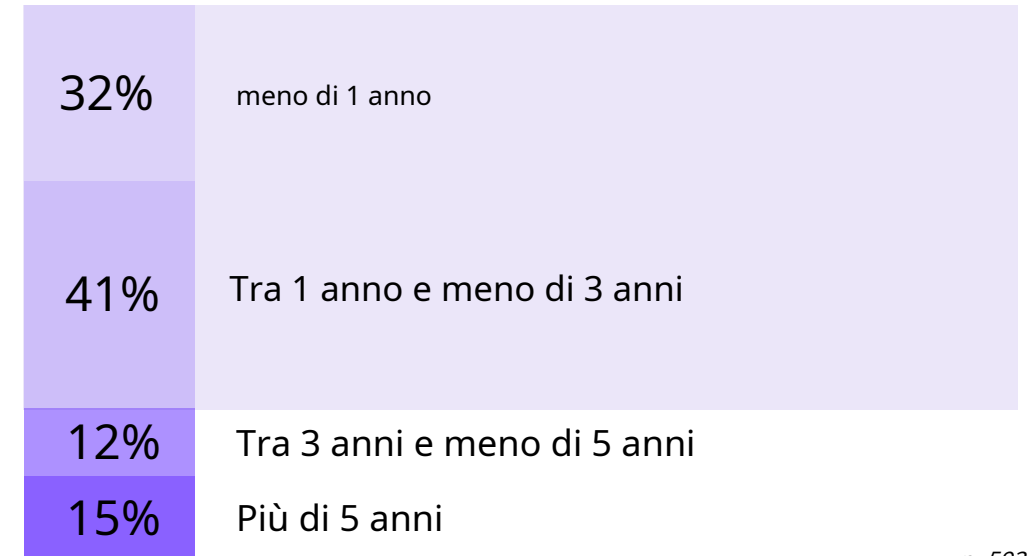 32% meno di 1 anno
41% Tra 1 anno e meno di 3 anni
12% Tra 3 anni e meno di 5 anni
15% Più di 5 anni